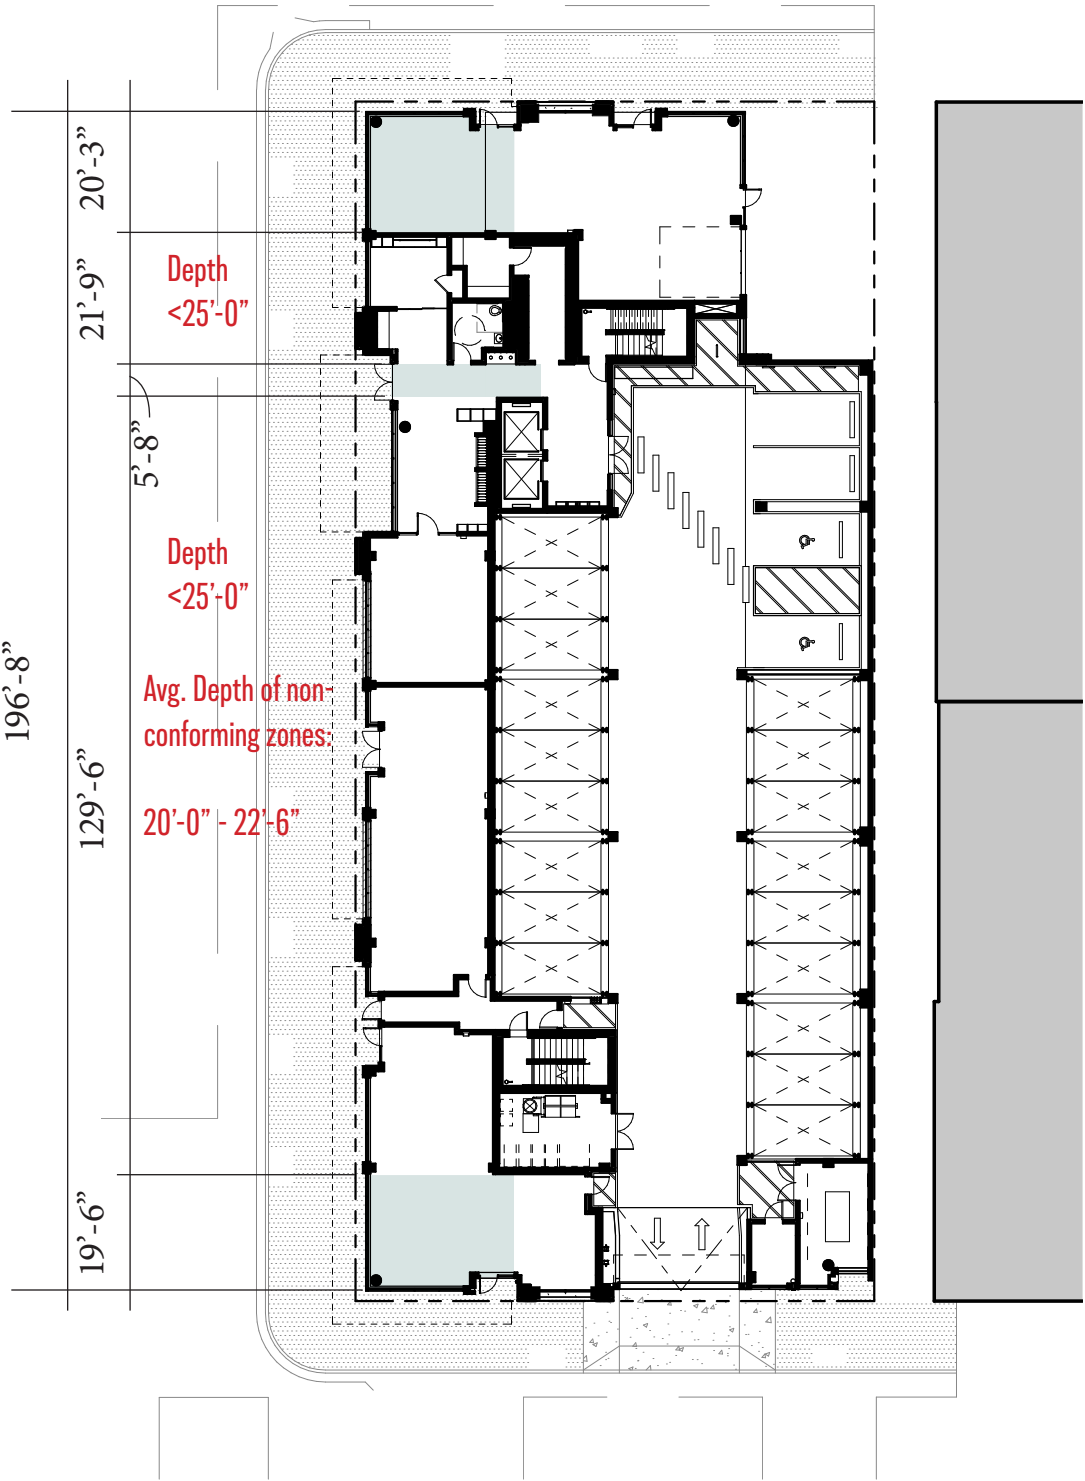 20'-3”
21'-9”
Depth
<25'-0”
5'-8”
Depth
<25'-0”
196'-8”
Avg. Depth of non-
conforming zones:
129'-6”
20'-0” - 22'-6”
19'-6”